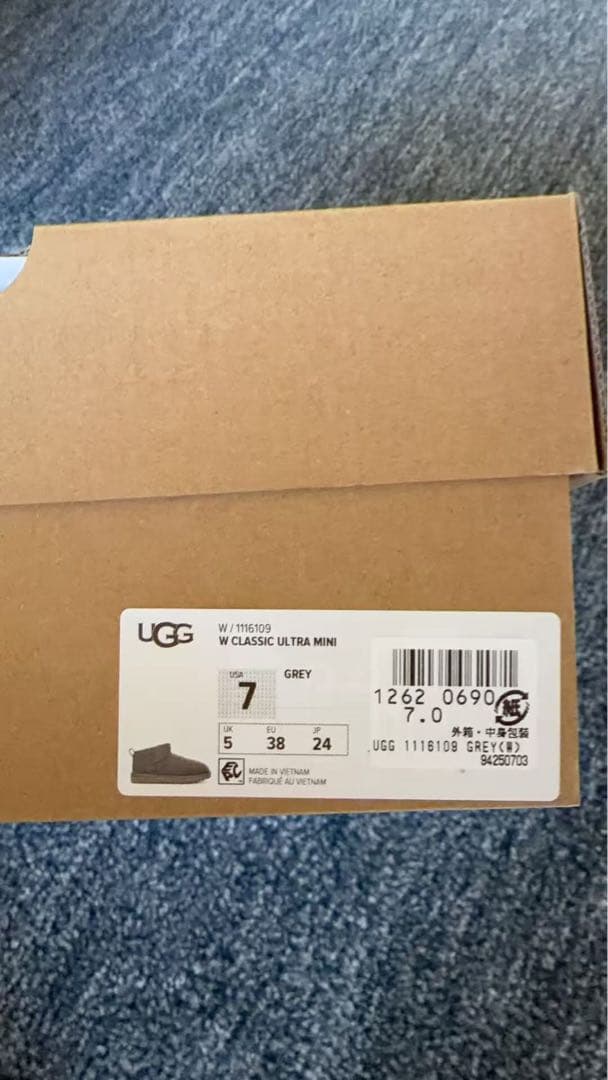 UGG
W / 1116109
W CLASSIC ULTRA MINI
USA
7
GREY
UK EU JP
5 38 24
MADE IN VIETNAM
FABRIQUÉ AU VIETNAM
1262 0690
7.0
紙
外箱・中身包装
UGG 1116109 GREY
94250703